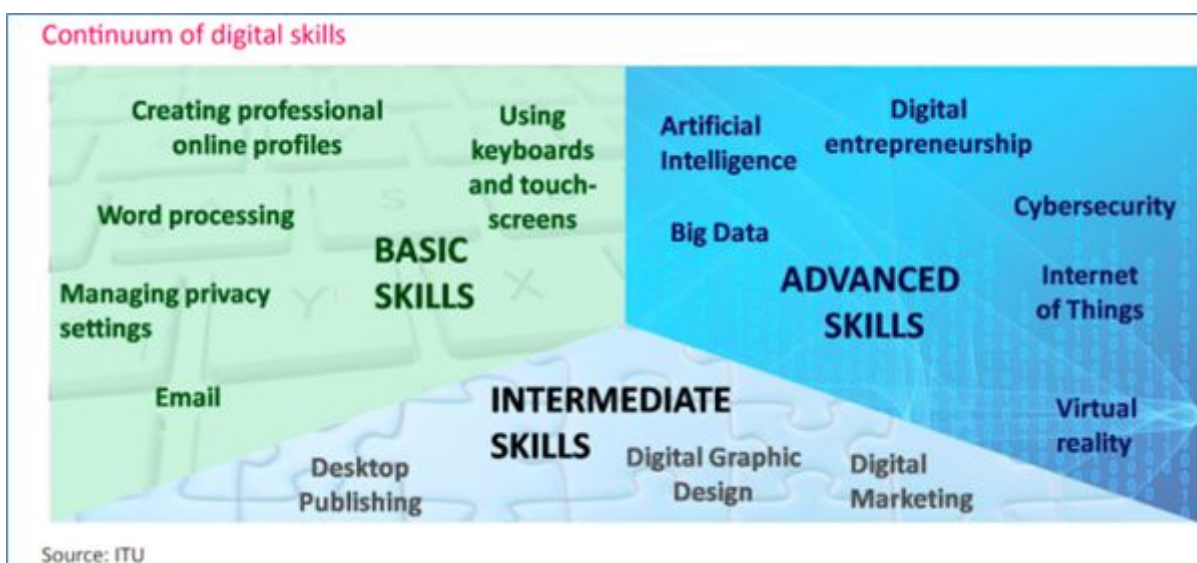 Continuum of digital skills
Creating professional
online profiles
Using
keyboards
and touch-
screens
Word processing
BASIC
SKILLS
Managing privacy
settings
Email
Artificial
Intelligence
Digital
entrepreneurship
Cybersecurity
Big Data
ADVANCED
SKILLS
Internet
of Things
Virtual
reality
INTERMEDIATE
SKILLS
Desktop
Publishing
Digital Graphic
Design
Digital
Marketing
Source: ITU